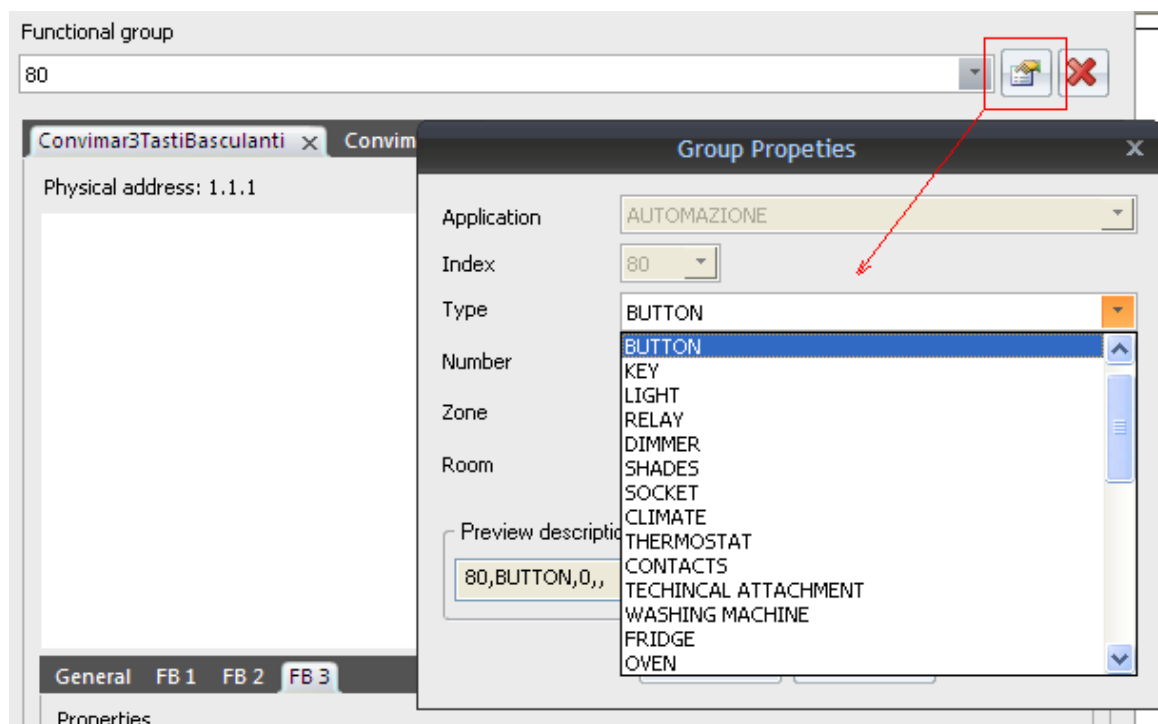 Functional group
80
Convimar3TastiBasculanti
Convim
Physical address: 1.1.1
Group Propeties
Application
AUTOMAZIONE
Index
80
Type
BUTTON
BUTTON
KEY
LIGHT
RELAY
DIMMER
SHADES
SOCKET
CLIMATE
THERMOSTAT
CONTACTS
TECHINCAL ATTACHMENT
WASHING MACHINE
FRIDGE
OVEN
Number
Zone
Room
Preview descriptio
80,BUTTON,0,,
General FB 1 FB 2 FB 3
Properties